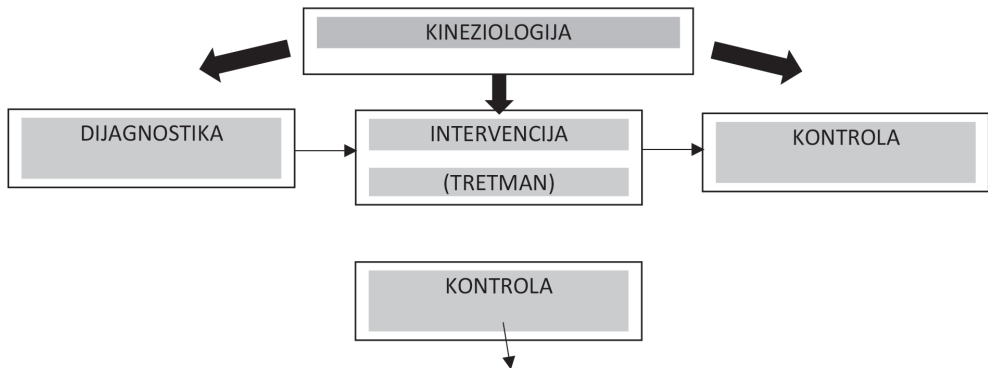 KINEZIOLOGIJA
DIJAGNOSTIKA
INTERVENCIJA
(TRETMAN)
KONTROLA
KONTROLA